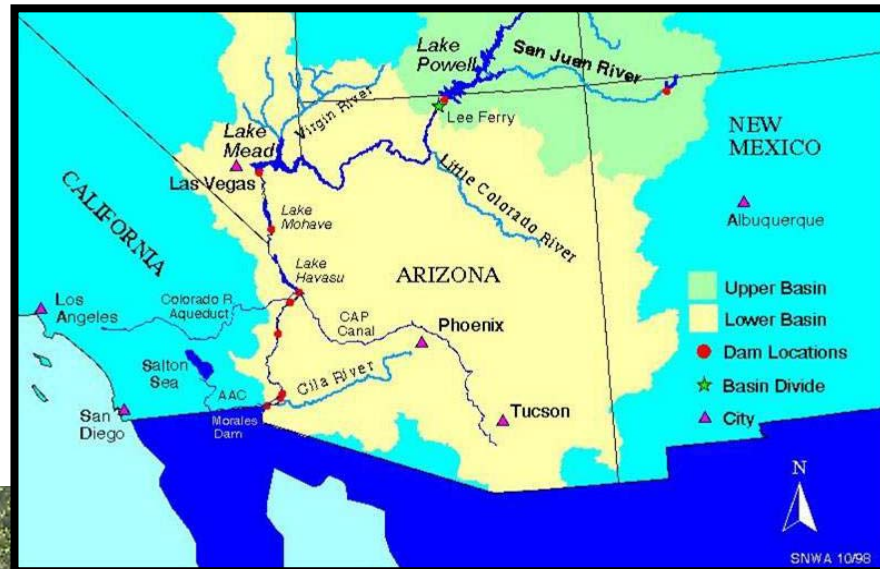 Lake
Powell
San Juan River
Lee Ferry
Virgin River
Lake
Mead
Las Vegas
NEW
MEXICO
Albuquerque
Little Colorado River
CALIFORNIA
Lake
Mohave
Lake
Havasu
ARIZONA
Los
Angeles
Colorado R.
Aqueduct
CAP
Canal
Phoenix
Salton
Sea
Gila River
AAC
Morales
Dam
San
Diego
Tucson
Upper Basin
Lower Basin
Dam Locations
Basin Divide
City
N
SNWA 10/98